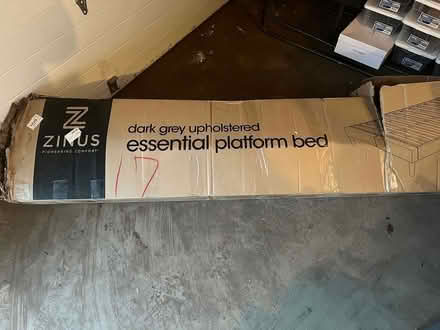 Z
ZINUS
PIONEERING COMFORT
dark grey upholstered
essential platform bed
17